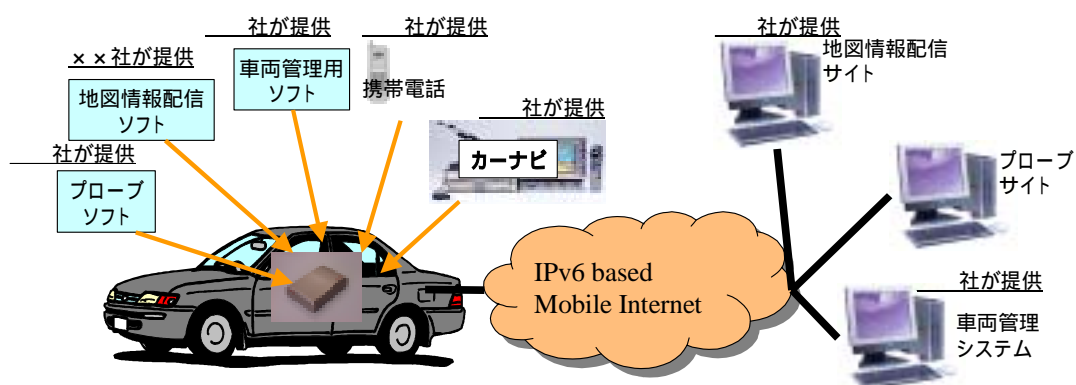 社が提供
××社が提供
地図情報配信
ソフト
社が提供
車両管理用
ソフト
社が提供
携帯電話
社が提供
カーナビ
社が提供
プローブ
ソフト
IPv6 based
Mobile Internet
社が提供
地図情報配信
サイト
プローブ
サイト
社が提供
車両管理
システム